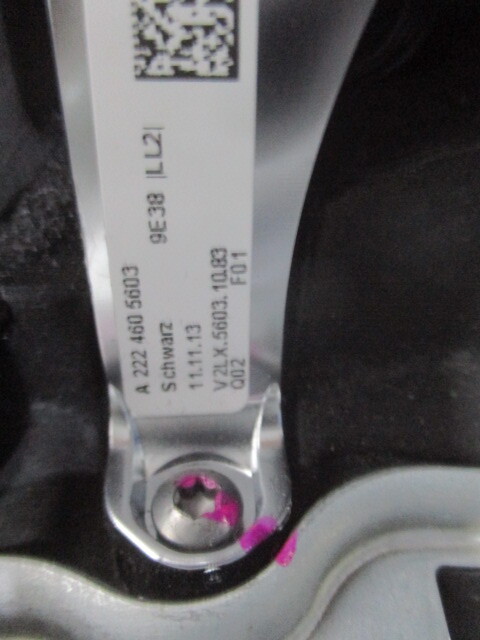 A 222 460 5603
Schwarz 9E38 |LL2|
11.11.13
V2LX.5603.10.83
Q02 F01